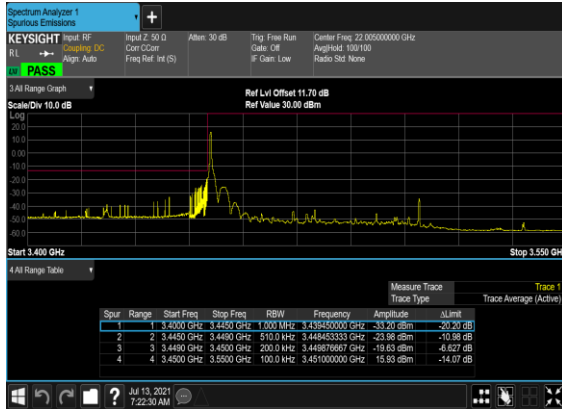 Spectrum Analyzer 1
Spurious Emissions
KEYSIGHT Input: RF Input Z: 50 Ω Atten: 30 dB Trig: Free Run Center Freq: 22.005000000 GHz
RL Coupling: DC Corr CCorr Gate: Off Avg|Hold: 100/100
Align: Auto Freq Ref: Int (S) IF Gain: Low Radio Std: None
PASS
3 All Range Graph
Ref Lvl Offset 11.70 dB
Scale/Div 10.0 dB Ref Value 30.00 dBm
Log
20.0
10.0
0.00
-10.0
-20.0
-30.0
-40.0
-50.0
-60.0
Start 3.400 GHz Stop 3.550 GH
4 All Range Table
Measure Trace Trace 1
Trace Type Trace Average (Active)
Spur Range Start Freq Stop Freq RBW Frequency Amplitude ΔLimit
1 1 3.4000 GHz 3.4450 GHz 1.000 MHz 3.439450000 GHz -33.20 dBm -20.20 dB
2 2 3.4450 GHz 3.4490 GHz 510.0 kHz 3.448453333 GHz -23.98 dBm -10.98 dB
3 3 3.4490 GHz 3.4500 GHz 200.0 kHz 3.449876667 GHz -19.63 dBm -6.627 dB
4 4 3.4500 GHz 3.5500 GHz 100.0 kHz 3.451000000 GHz 15.93 dBm -14.07 dB
Jul 13, 2021
7:22:30 AM